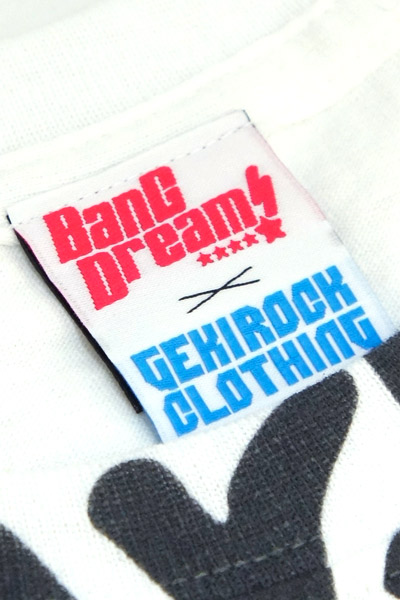 BanG
Dream!
×
GEKIROCK
CLOTHING